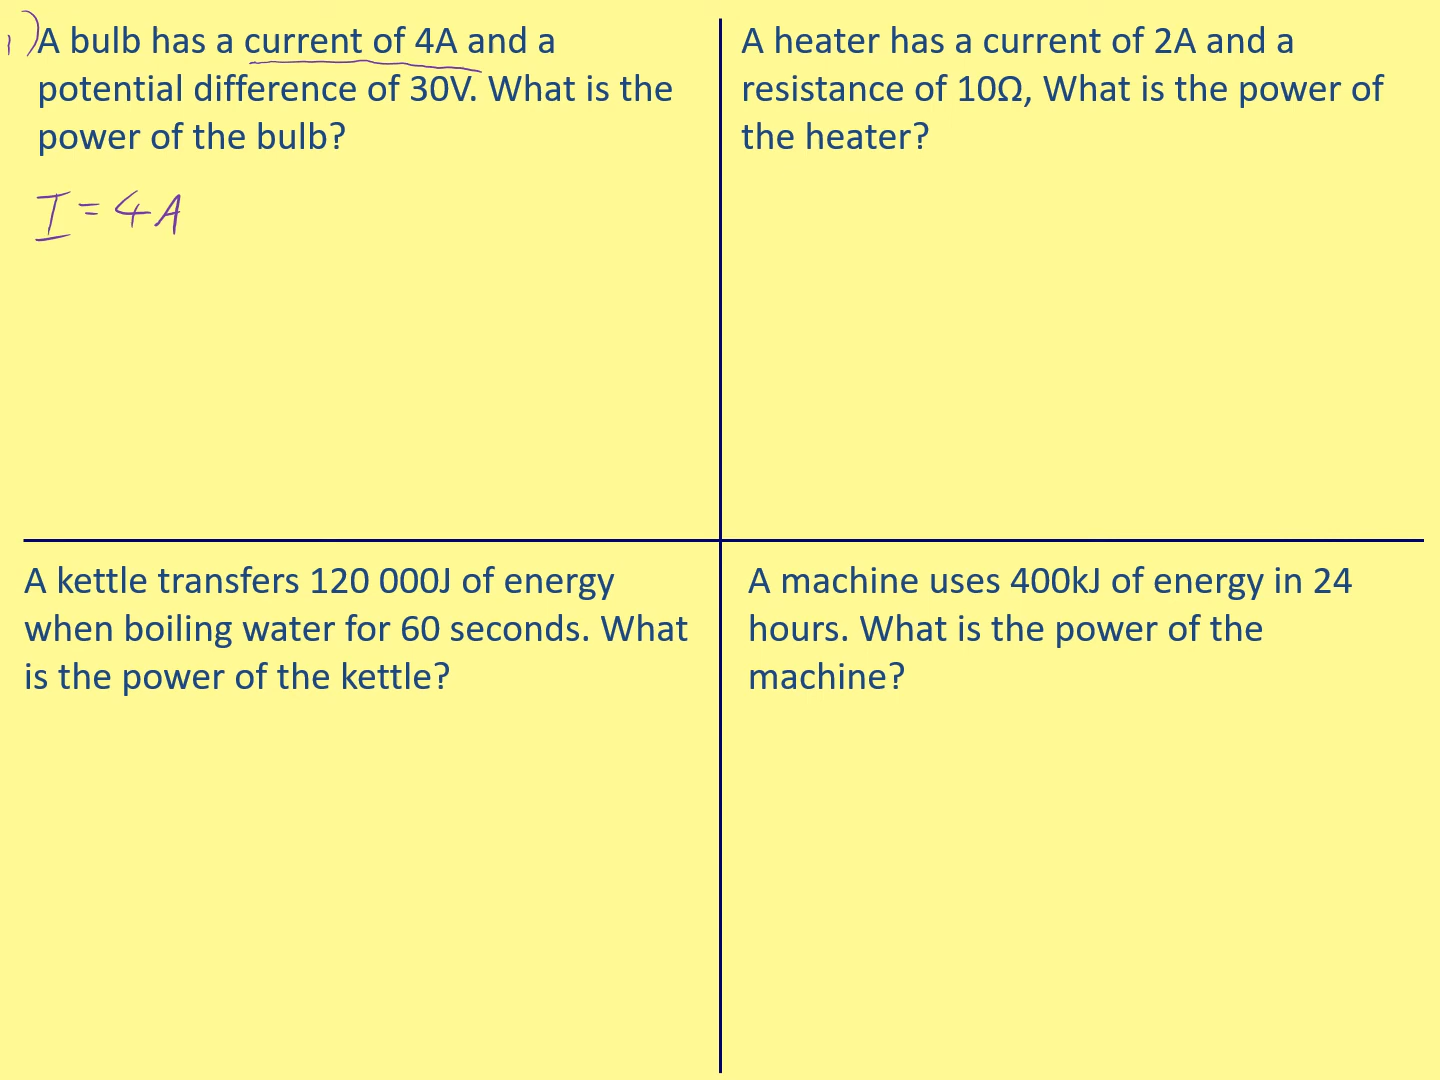 1)
A bulb has a current of 4A and a
potential difference of 30V. What is the
power of the bulb?
I = 4A
A heater has a current of 2A and a
resistance of 10Ω, What is the power of
the heater?
A kettle transfers 120 000J of energy
when boiling water for 60 seconds. What
is the power of the kettle?
A machine uses 400kJ of energy in 24
hours. What is the power of the
machine?